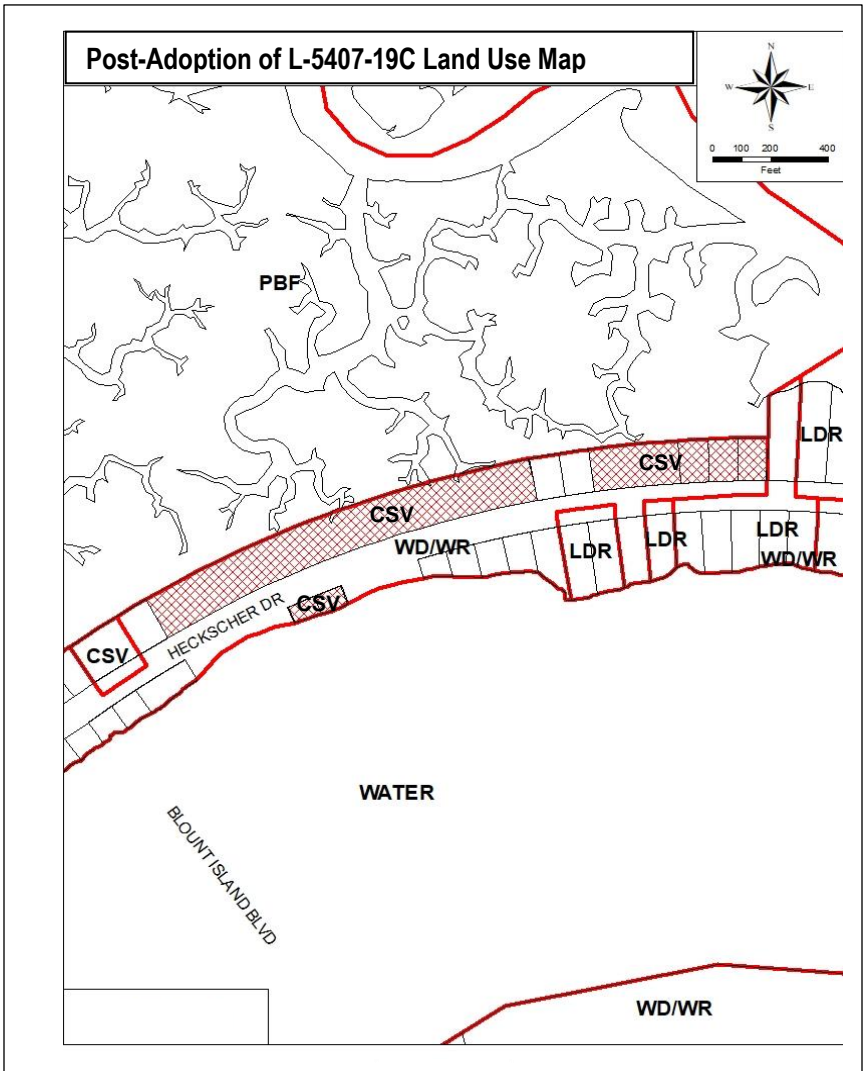 Post-Adoption of L-5407-19C Land Use Map
N
W
E
S
0 100 200 400
Feet
PBF
LDR
CSV
CSV
WD/WR
LDR
LDR
LDR
WD/WR
CSV
HECKSCHER DR
CSV
WATER
BLOUNT ISLAND BLVD
WD/WR